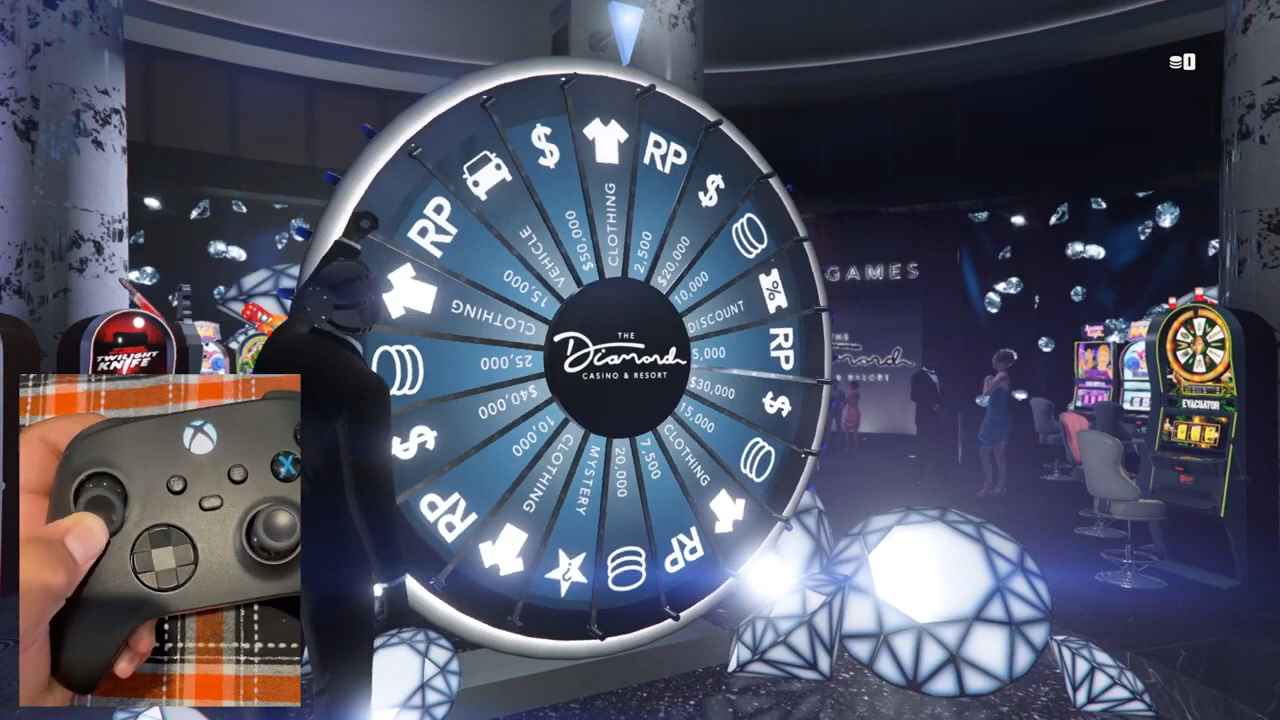 $
CLOTHING
RP
2,500
$
$20,000
10,000
%
DISCOUNT
RP
5,000
$
$30,000
15,000
CLOTHING
RP
7,500
20,000
?
MYSTERY
CLOTHING
RP
10,000
$
$40,000
25,000
CLOTHING
RP
15,000
VEHICLE
$50,000
THE
Diamond
CASINO & RESORT
GAMES
TWILIGHT
KNIFE
EVACUATOR
X
0